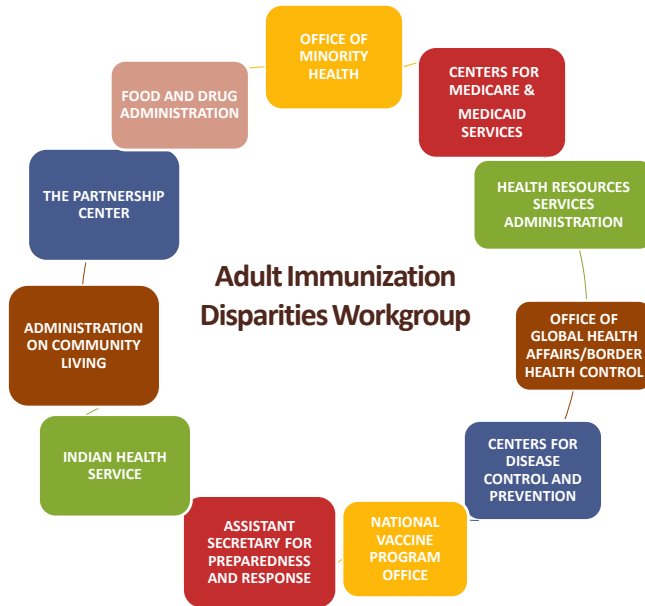 OFFICE OF
MINORITY
HEALTH
CENTERS FOR
MEDICARE &
MEDICAID
SERVICES
HEALTH RESOURCES
SERVICES
ADMINISTRATION
OFFICE OF
GLOBAL HEALTH
AFFAIRS/BORDER
HEALTH CONTROL
CENTERS FOR
DISEASE
CONTROL AND
PREVENTION
NATIONAL
VACCINE
PROGRAM
OFFICE
ASSISTANT
SECRETARY FOR
PREPAREDNESS
AND RESPONSE
INDIAN HEALTH
SERVICE
ADMINISTRATION
ON COMMUNITY
LIVING
THE PARTNERSHIP
CENTER
FOOD AND DRUG
ADMINISTRATION
Adult Immunization
Disparities Workgroup